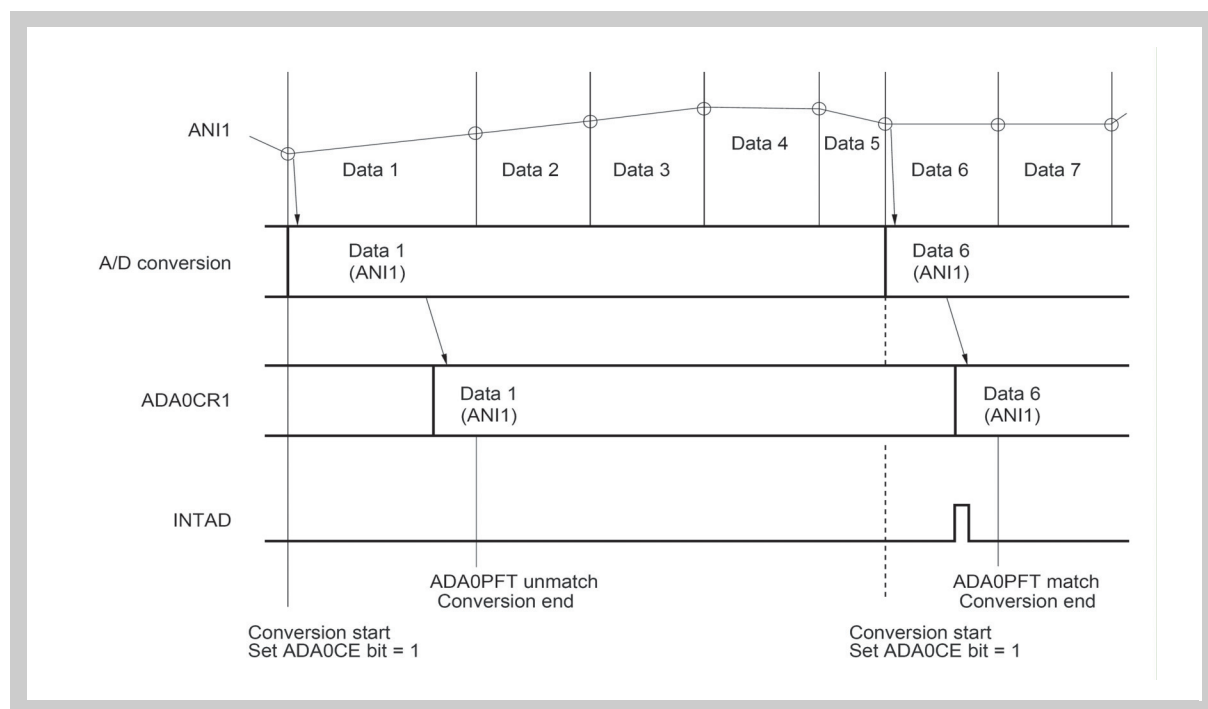 ANI1
Data 1
Data 2
Data 3
Data 4
Data 5
Data 6
Data 7
A/D conversion
Data 1
(ANI1)
Data 6
(ANI1)
ADA0CR1
Data 1
(ANI1)
Data 6
(ANI1)
INTAD
ADA0PFT unmatch
Conversion end
ADA0PFT match
Conversion end
Conversion start
Set ADA0CE bit = 1
Conversion start
Set ADA0CE bit = 1